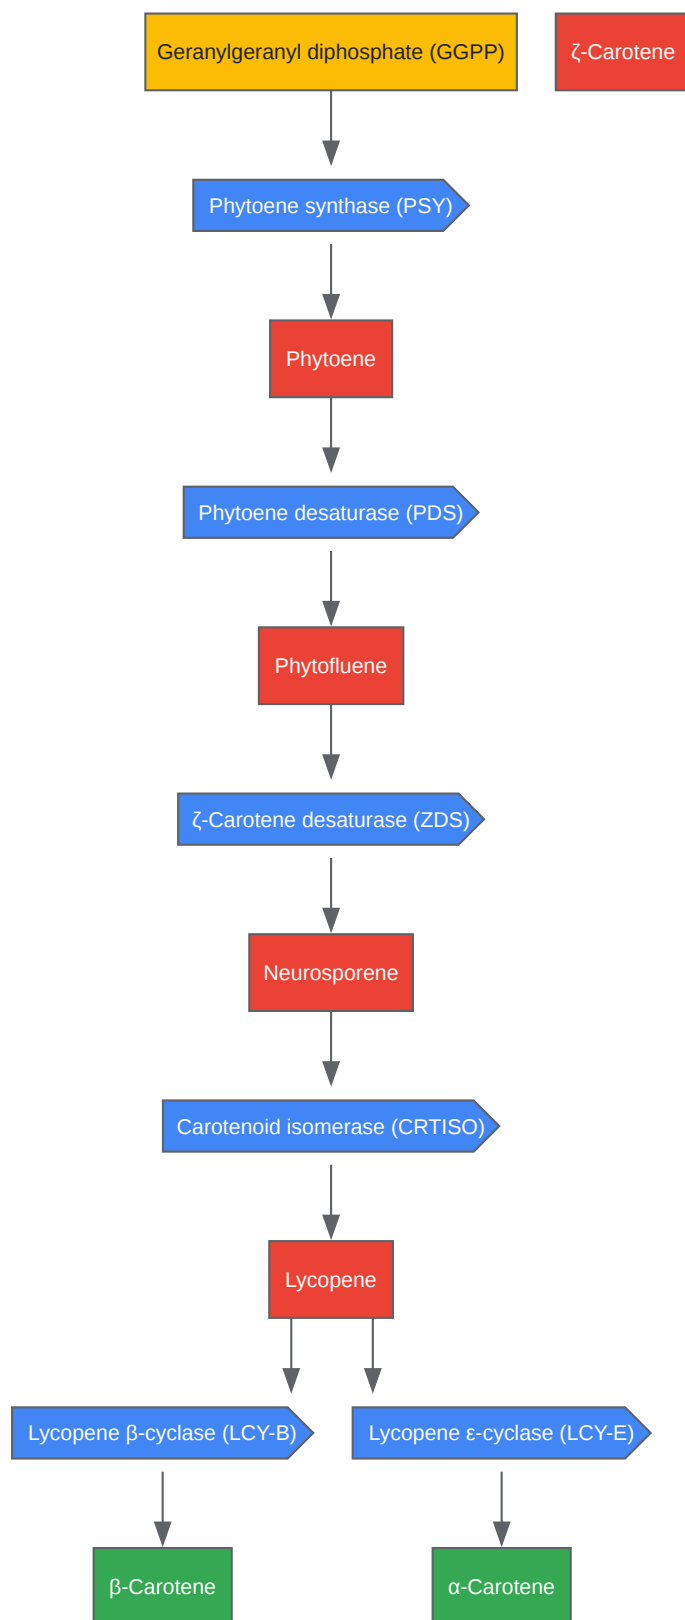 Geranylgeranyl diphosphate (GGPP)
ζ-Carotene
Phytoene synthase (PSY)
Phytoene
Phytoene desaturase (PDS)
Phytofluene
ζ-Carotene desaturase (ZDS)
Neurosporene
Carotenoid isomerase (CRTISO)
Lycopene
Lycopene β-cyclase (LCY-B)
Lycopene ε-cyclase (LCY-E)
β-Carotene
α-Carotene